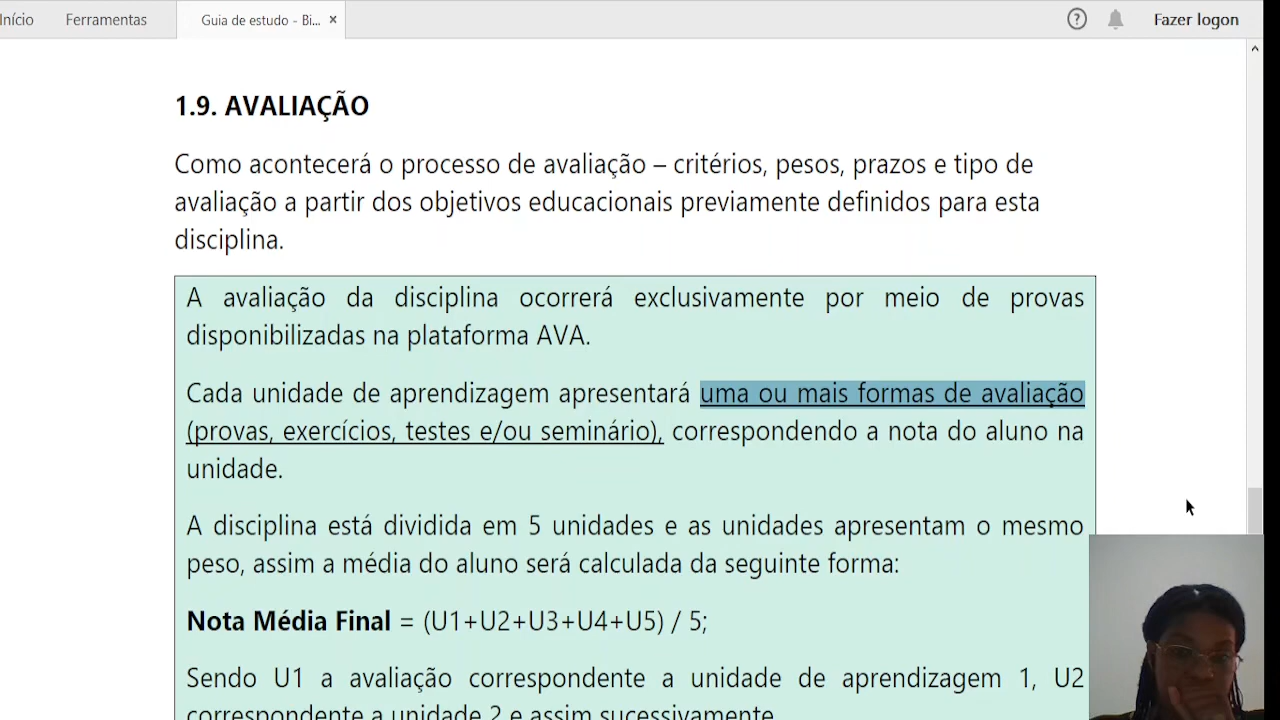 Início Ferramentas Guia de estudo - Bi... × ? Fazer logon
1.9. AVALIAÇÃO
Como acontecerá o processo de avaliação – critérios, pesos, prazos e tipo de
avaliação a partir dos objetivos educacionais previamente definidos para esta
disciplina.
A avaliação da disciplina ocorrerá exclusivamente por meio de provas
disponibilizadas na plataforma AVA.
Cada unidade de aprendizagem apresentará uma ou mais formas de avaliação
(provas, exercícios, testes e/ou seminário), correspondendo a nota do aluno na
unidade.
A disciplina está dividida em 5 unidades e as unidades apresentam o mesmo
peso, assim a média do aluno será calculada da seguinte forma:
Nota Média Final = (U1+U2+U3+U4+U5) / 5;
Sendo U1 a avaliação correspondente a unidade de aprendizagem 1, U2
correspondente a unidade 2 e assim sucessivamente